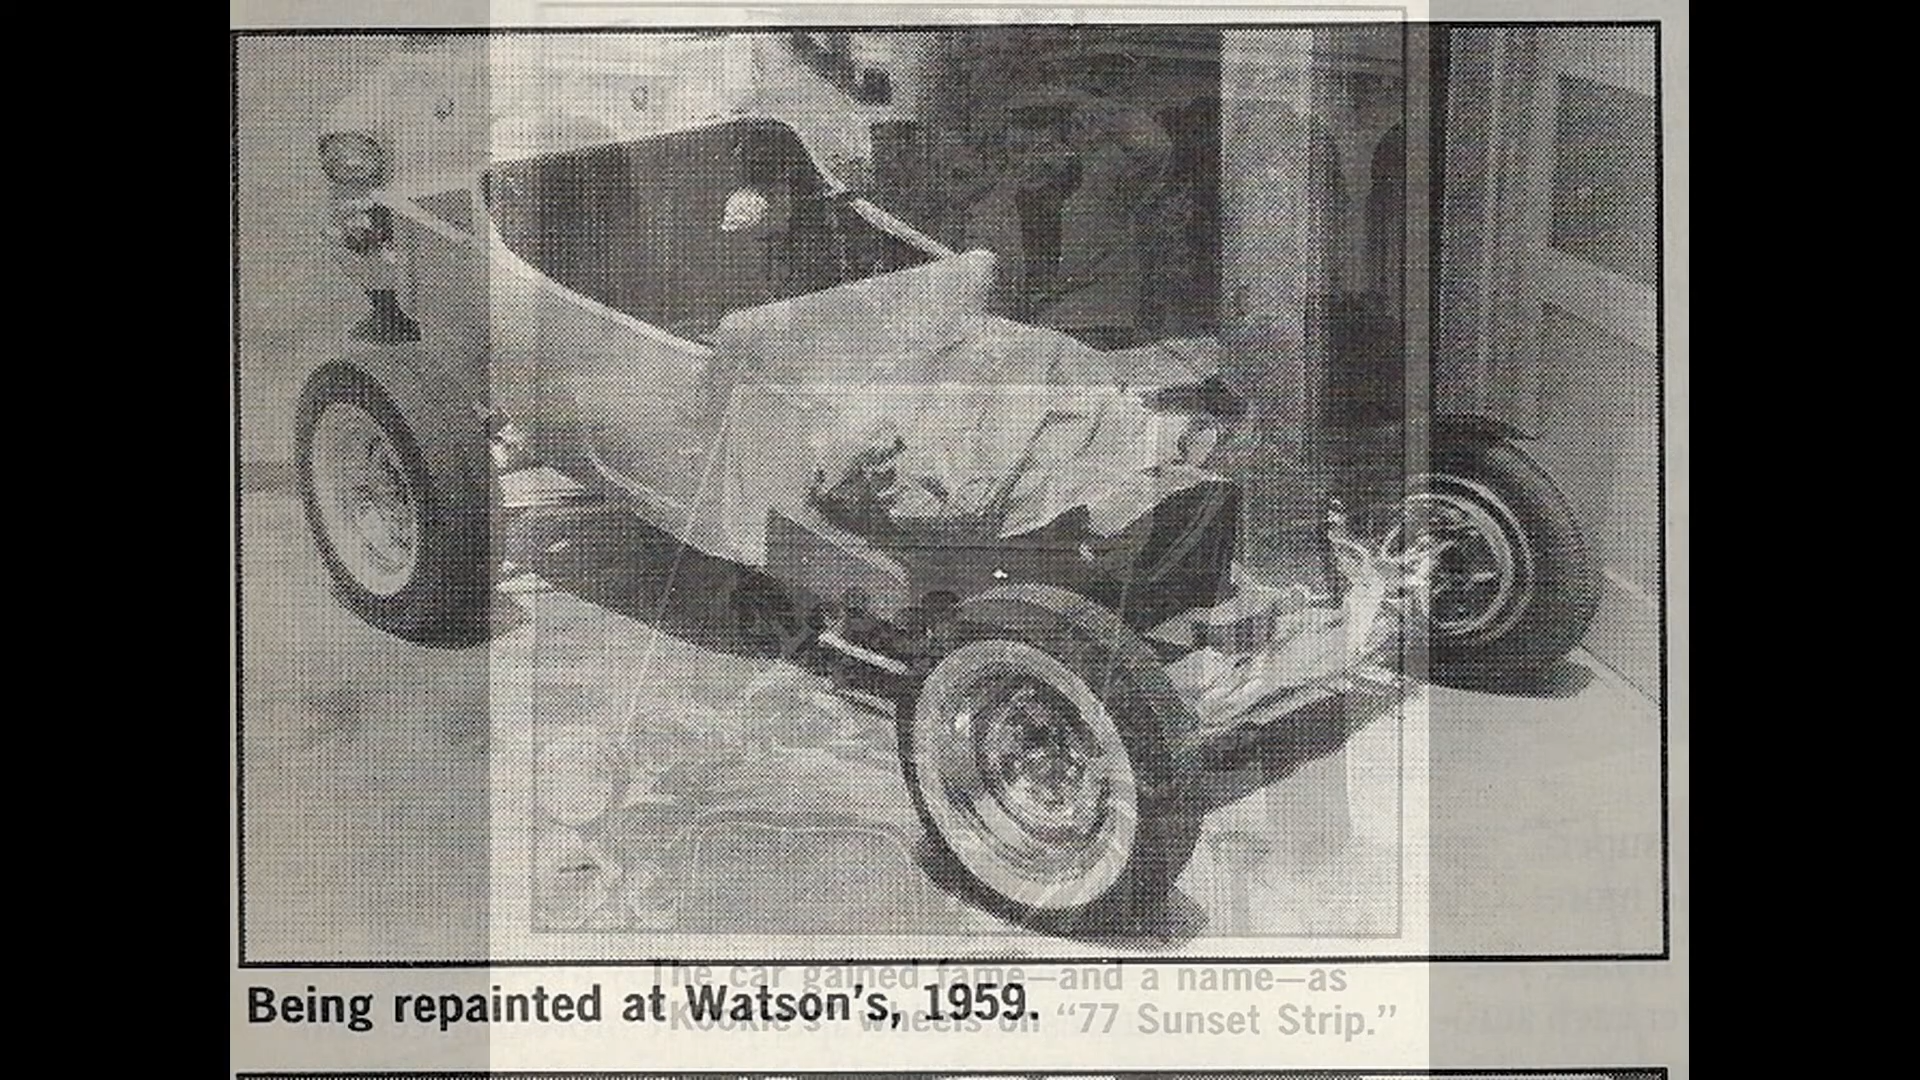 Being repainted at Watson's, 1959.
The car gained fame—and a name—as
"Kookie's" wheels on "77 Sunset Strip."